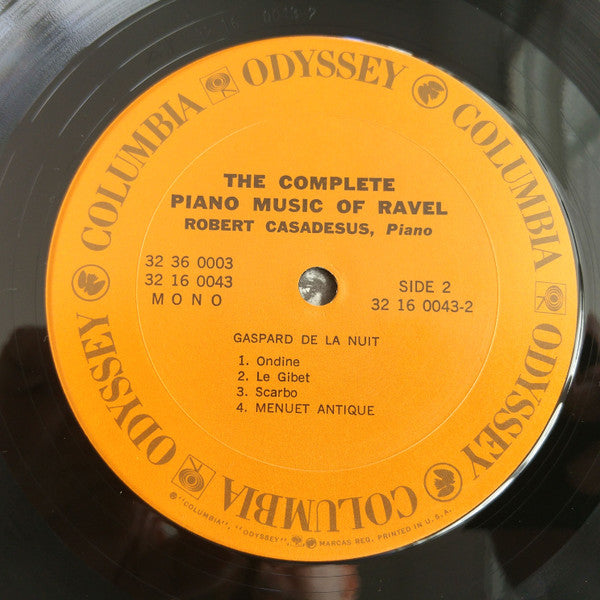 COLUMBIA ODYSSEY COLUMBIA ODYSSEY COLUMBIA ODYSSEY
THE COMPLETE
PIANO MUSIC OF RAVEL
ROBERT CASADESUS, Piano
32 36 0003
32 16 0043
MONO
SIDE 2
32 16 0043-2
GASPARD DE LA NUIT
1. Ondine
2. Le Gibet
3. Scarbo
4. MENUET ANTIQUE
® "COLUMBIA", "ODYSSEY", MARCAS REG. PRINTED IN U.S.A.